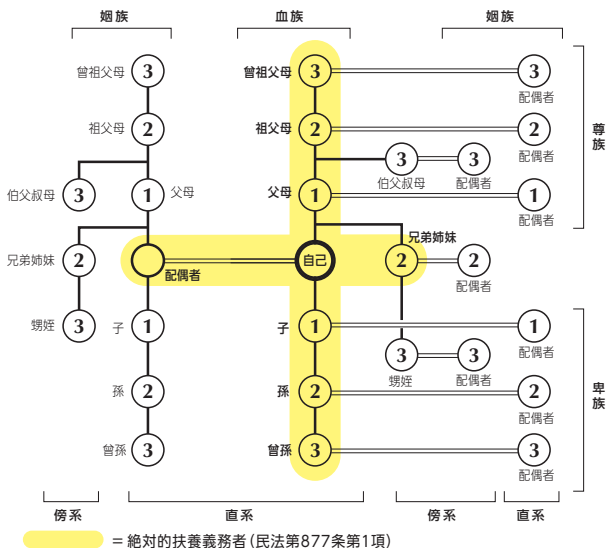 姻族 血族 姻族
曾祖父母 3 曾祖父母 3 3
配偶者
祖父母 2 祖父母 2 2
配偶者
尊族
3 3
伯父叔母 配偶者
伯父叔母 3 1 父母 父母 1 1
配偶者
兄弟姉妹
兄弟姉妹 2 自己 2 2
配偶者 配偶者
甥姪 3 子 1 子 1 1
配偶者
3 3
甥姪 配偶者
孫 2 孫 2 2
配偶者
卑族
曾孫 3 曾孫 3 3
配偶者
傍系 直系 傍系 直系
= 絶対的扶養義務者(民法第877条第1項)